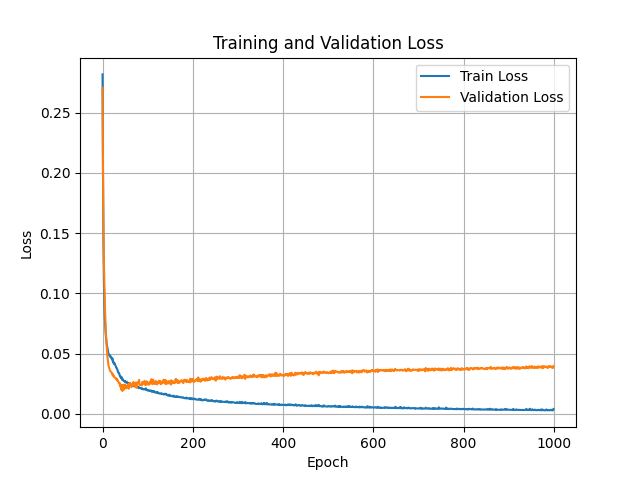 Training and Validation Loss
Train Loss
Validation Loss
0.25
0.20
0.15
0.10
0.05
0.00
Loss
0 200 400 600 800 1000
Epoch